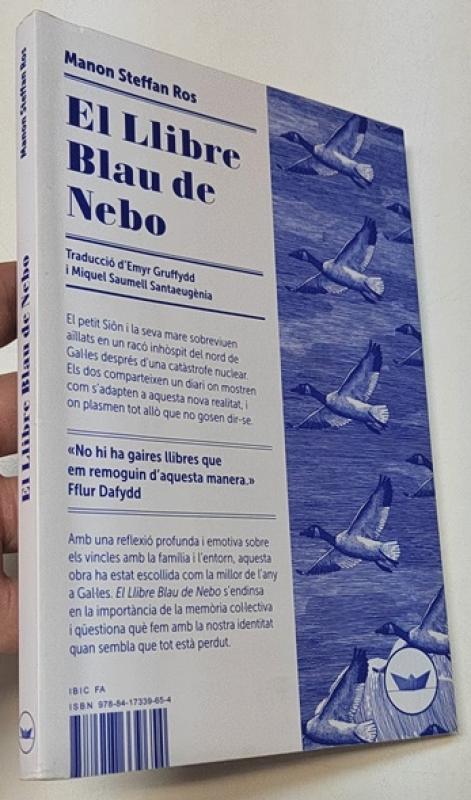 Manon Steffan Ros
El Llibre Blau de Nebo
Manon Steffan Ros
El Llibre
Blau de
Nebo
Traducció d'Emyr Gruffydd
i Miquel Saumell Santaeugènia
El petit Siôn i la seva mare sobreviuen
aïllats en un racó inhòspit del nord de
Gal·les després d'una catàstrofe nuclear.
Els dos comparteixen un diari on mostren
com s'adapten a aquesta nova realitat, i
on plasmen tot allò que no gosen dir-se.
«No hi ha gaires llibres que
em remoguin d'aquesta manera.»
Fflur Dafydd
Amb una reflexió profunda i emotiva sobre
els vincles amb la família i l'entorn, aquesta
obra ha estat escollida com la millor de l'any
a Gal·les. El Llibre Blau de Nebo s'endinsa
en la importància de la memòria col·lectiva
i qüestiona què fem amb la nostra identitat
quan sembla que tot està perdut.
IBIC FA
ISBN 978-84-17339-65-4